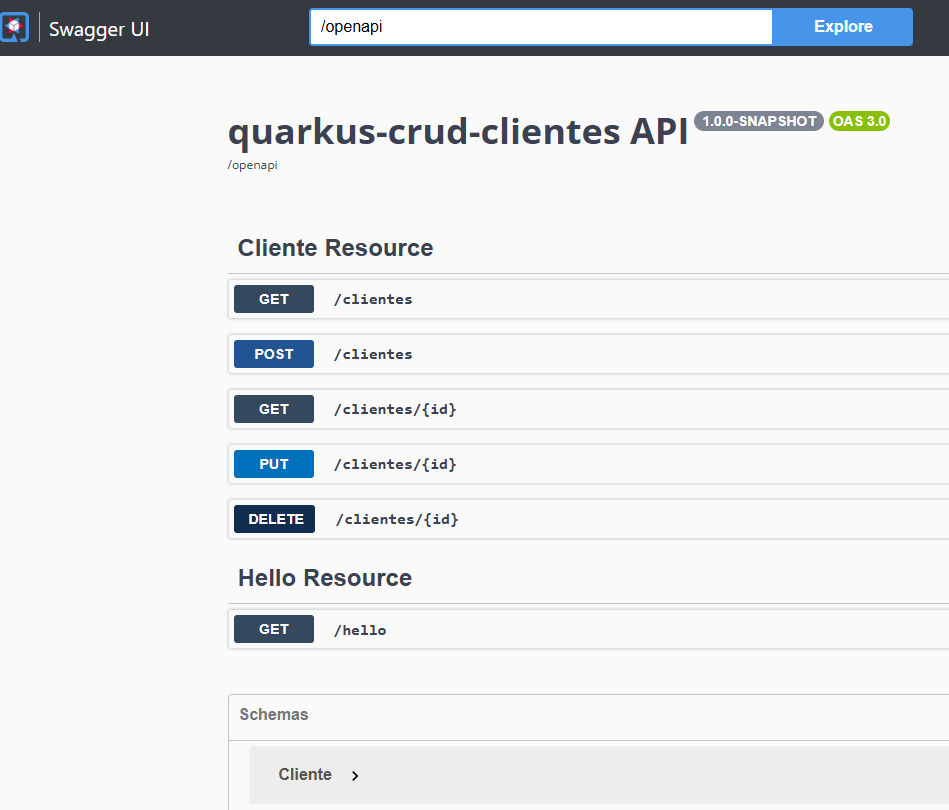 Swagger UI
/openapi
Explore
quarkus-crud-clientes API 1.0.0-SNAPSHOT OAS 3.0
/openapi
Cliente Resource
GET /clientes
POST /clientes
GET /clientes/{id}
PUT /clientes/{id}
DELETE /clientes/{id}
Hello Resource
GET /hello
Schemas
Cliente